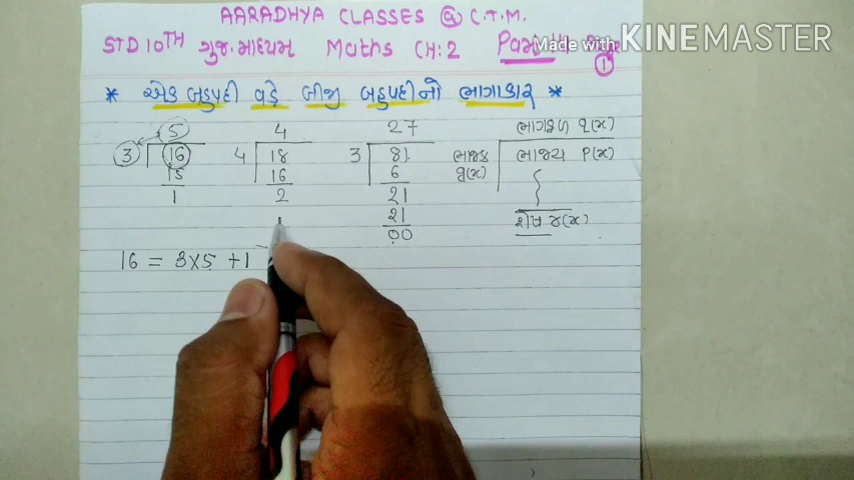 AARADHYA CLASSES @ C.T.M.
STD 10TH ગુજ.માધ્યમ Maths CH:2
Made with KINEMASTER
1
* એક બહુપદી વડે બીજી બહુપદીનો ભાગાકાર *
5 4 27 ભાગફળ q(x)
3 16 4 18 3 81 ભાજક ભાજ્ય P(x)
15 16 6 g(x)
1 2 21
21 શેષ r(x)
00
16 = 3x5 +1